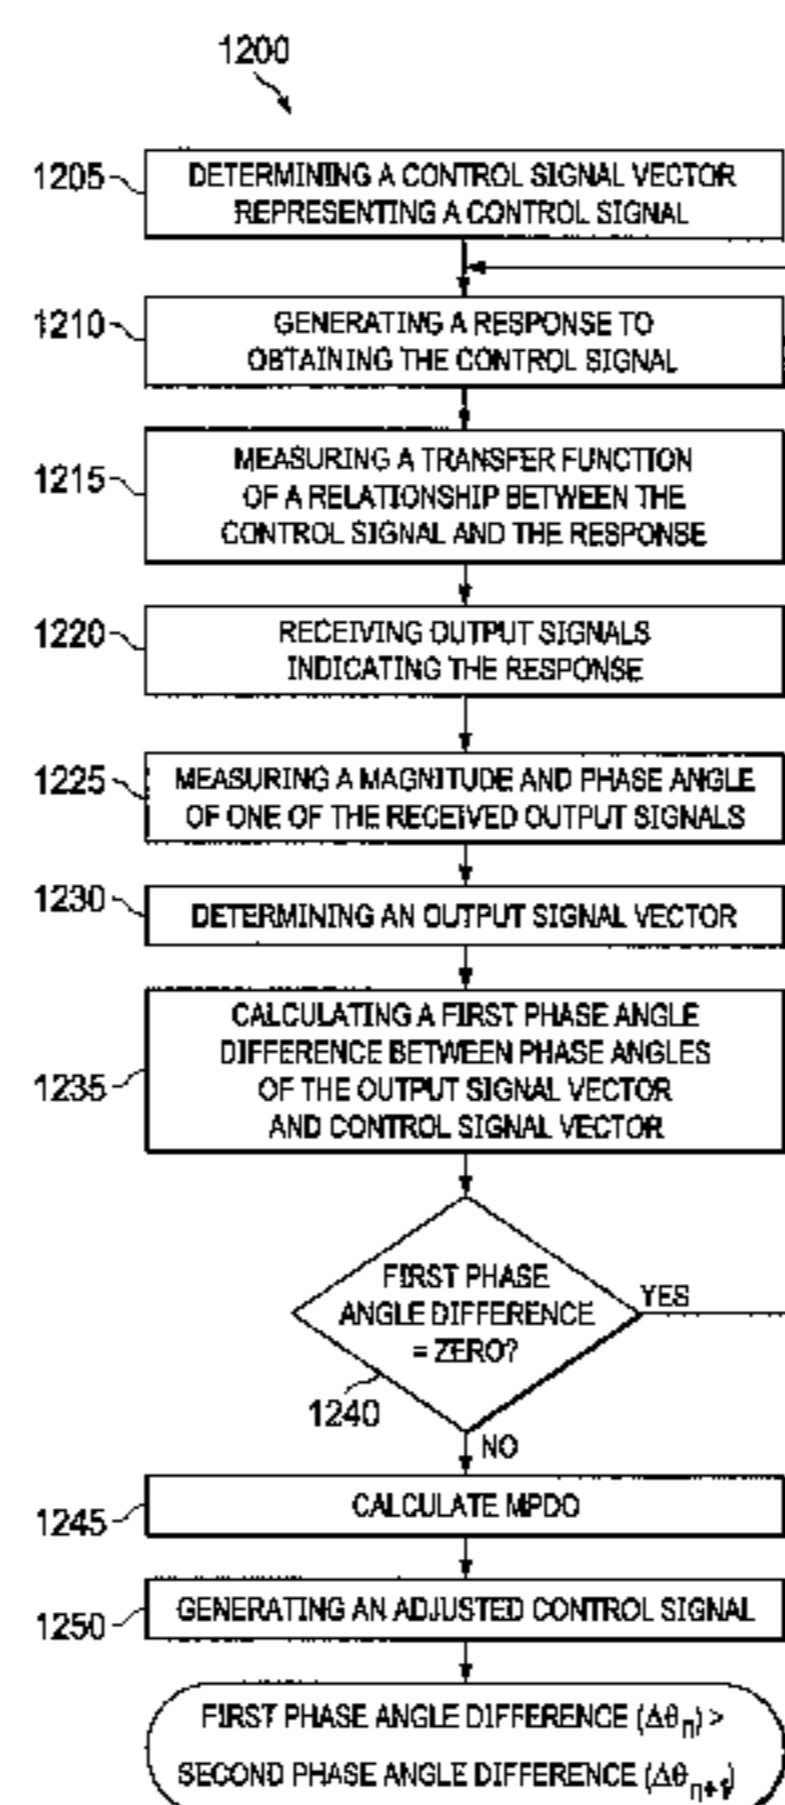 1200
1205
DETERMINING A CONTROL SIGNAL VECTOR
REPRESENTING A CONTROL SIGNAL
1210
GENERATING A RESPONSE TO
OBTAINING THE CONTROL SIGNAL
1215
MEASURING A TRANSFER FUNCTION
OF A RELATIONSHIP BETWEEN THE
CONTROL SIGNAL AND THE RESPONSE
1220
RECEIVING OUTPUT SIGNALS
INDICATING THE RESPONSE
1225
MEASURING A MAGNITUDE AND PHASE ANGLE
OF ONE OF THE RECEIVED OUTPUT SIGNALS
1230
DETERMINING AN OUTPUT SIGNAL VECTOR
1235
CALCULATING A FIRST PHASE ANGLE
DIFFERENCE BETWEEN PHASE ANGLES
OF THE OUTPUT SIGNAL VECTOR
AND CONTROL SIGNAL VECTOR
FIRST PHASE
ANGLE DIFFERENCE
= ZERO?
YES
1240
NO
1245
CALCULATE MPDO
1250
GENERATING AN ADJUSTED CONTROL SIGNAL
FIRST PHASE ANGLE DIFFERENCE (Δθn) >
SECOND PHASE ANGLE DIFFERENCE (Δθn+1)